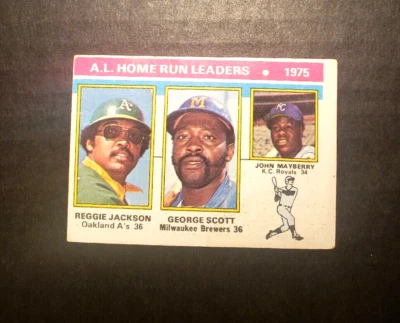 A.L. HOME RUN LEADERS • 1975
A's
M
KC
REGGIE JACKSON
Oakland A's 36
GEORGE SCOTT
Milwaukee Brewers 36
JOHN MAYBERRY
K.C. Royals 34